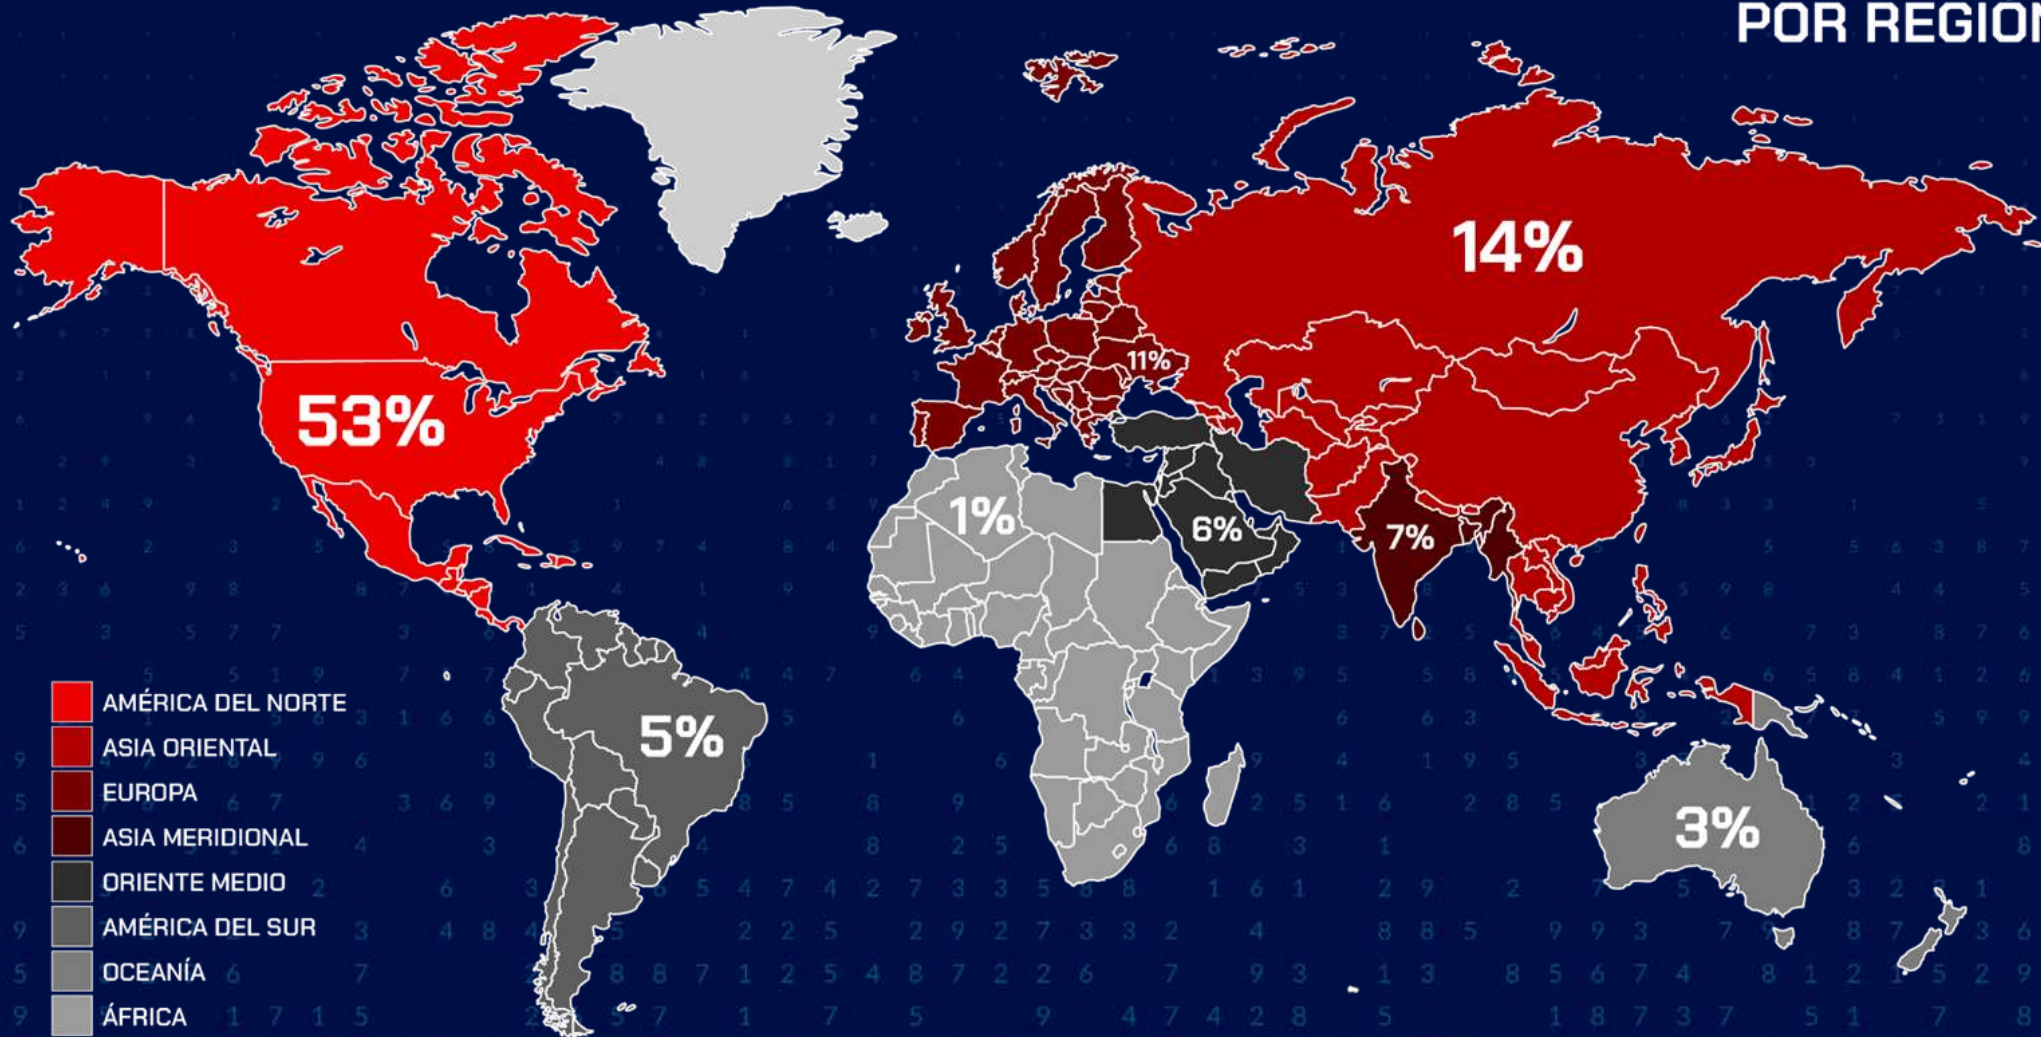 POR REGION
14%
11%
53%
1%
6%
7%
5%
3%
AMÉRICA DEL NORTE
ASIA ORIENTAL
EUROPA
ASIA MERIDIONAL
ORIENTE MEDIO
AMÉRICA DEL SUR
OCEANÍA
ÁFRICA